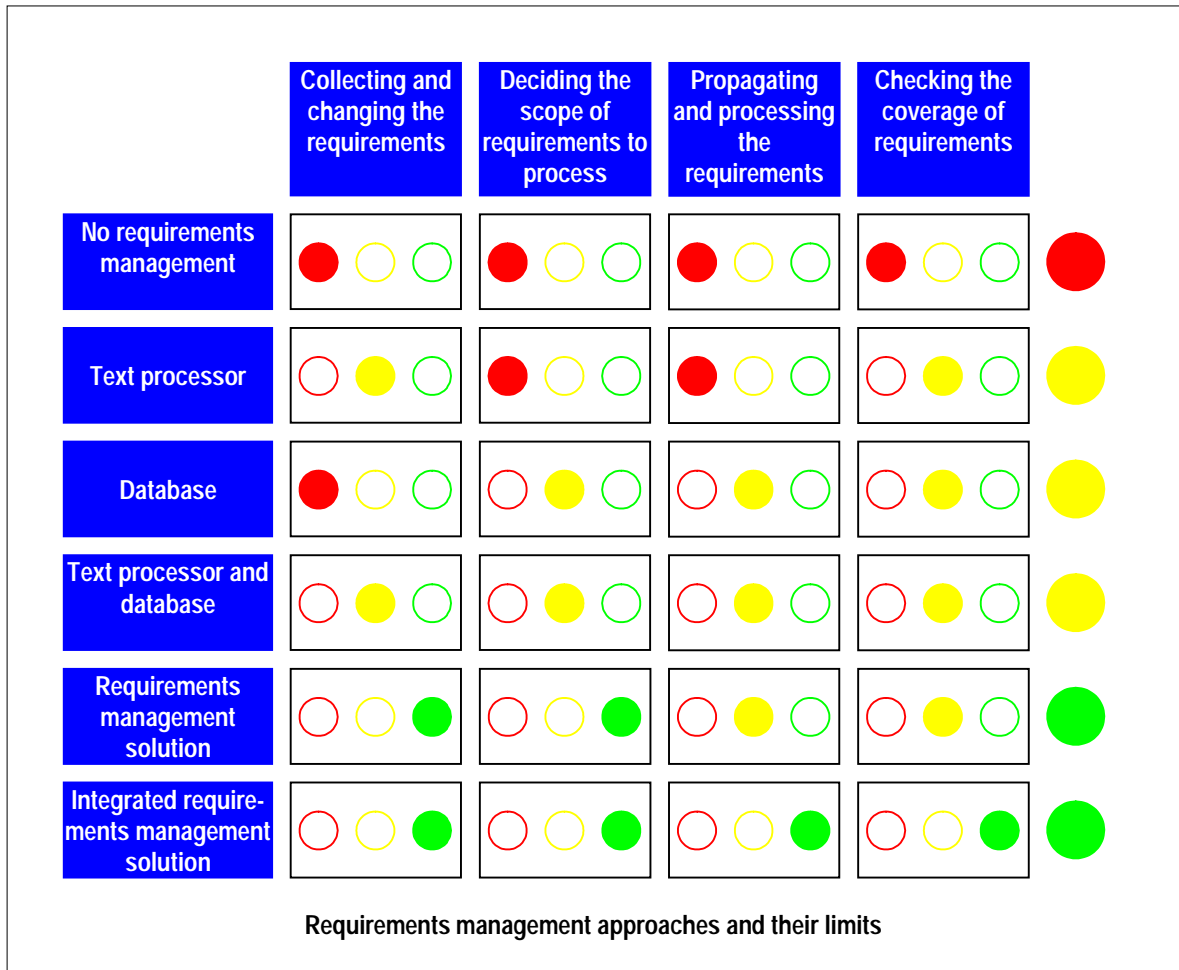 Collecting and
changing the
requirements
Deciding the
scope of
requirements to
process
Propagating
and processing
the
requirements
Checking the
coverage of
requirements
No requirements
management
Text processor
Database
Text processor and
database
Requirements
management
solution
Integrated require-
ments management
solution
Requirements management approaches and their limits